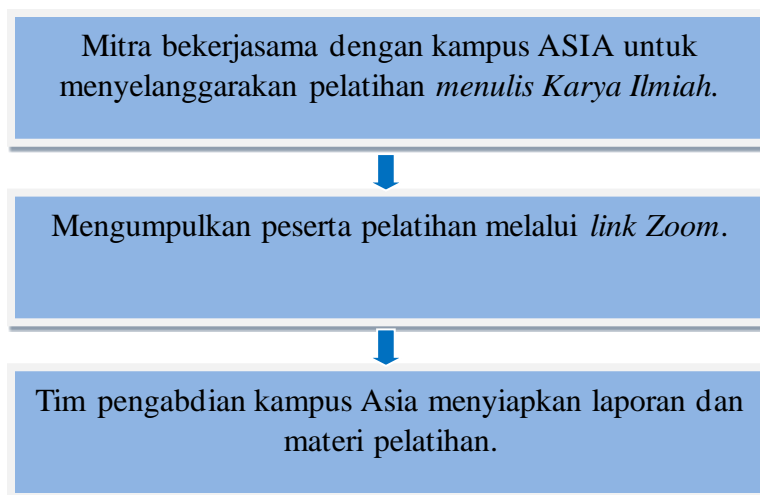 Mitra bekerjasama dengan kampus ASIA untuk
menyelanggarakan pelatihan menulis Karya Ilmiah.
Mengumpulkan peserta pelatihan melalui link Zoom.
Tim pengabdian kampus Asia menyiapkan laporan dan
materi pelatihan.